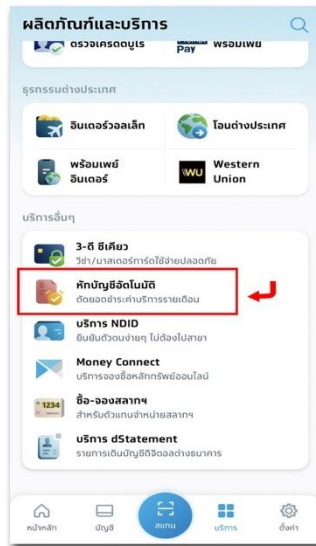 ผลิตภัณฑ์และบริการ
ตรวจเครดิตบูโร
Pay
พร้อมเพย์
ธุรกรรมต่างประเทศ
อินเตอร์วอลเล็ท
โอนต่างประเทศ
พร้อมเพย์
อินเตอร์
WU
Western
Union
บริการอื่นๆ
3-ดี ซีเคียว
วีซ่า/มาสเตอร์การ์ดใช้จ่ายปลอดภัย
หักบัญชีอัตโนมัติ
ตัดยอดชำระค่าบริการรายเดือน
บริการ NDID
ยืนยันตัวตนง่ายๆ ไม่ต้องไปสาขา
Money Connect
บริการจองซื้อหลักทรัพย์ออนไลน์
1234
ซื้อ-จองสลากฯ
สำหรับตัวแทนจำหน่ายสลากฯ
บริการ dStatement
รายการเดินบัญชีดิจิตอลต่างธนาคาร
หน้าหลัก
บัญชี
สแกน
บริการ
ตั้งค่า